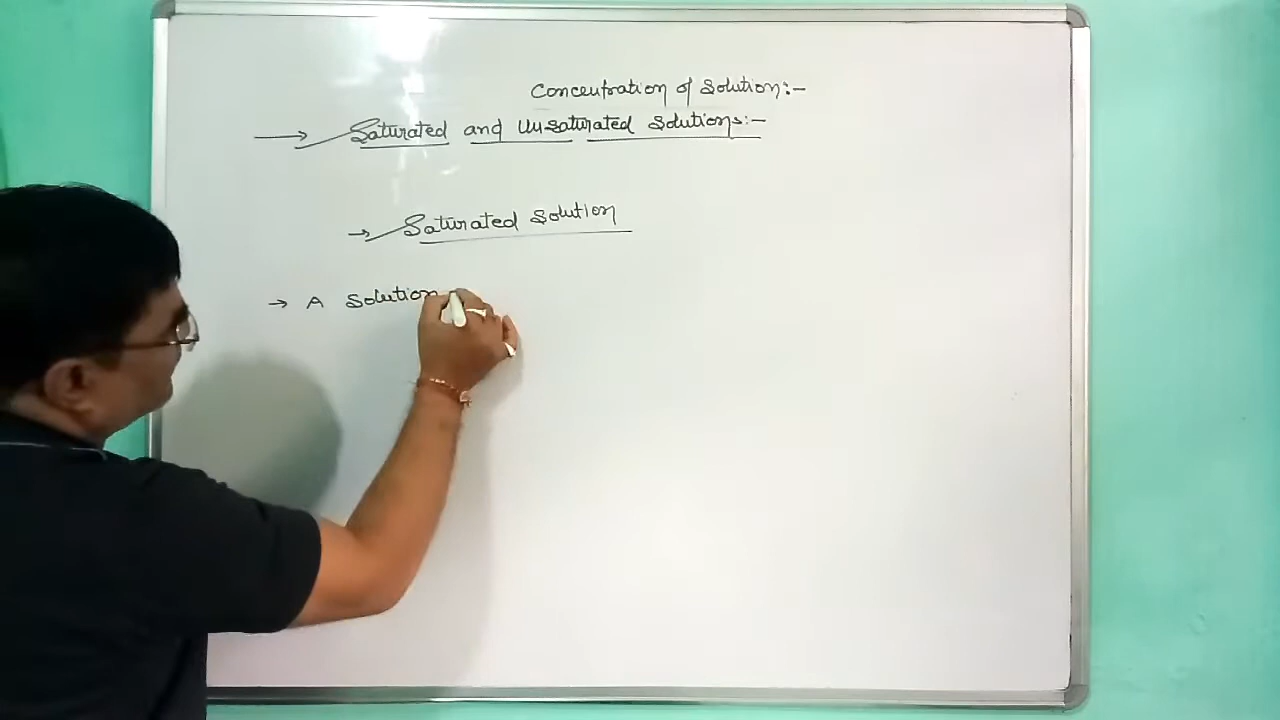 Concentration of Solution:-
→ Saturated and Unsaturated Solutions:-
→ Saturated Solution
→ A Solution